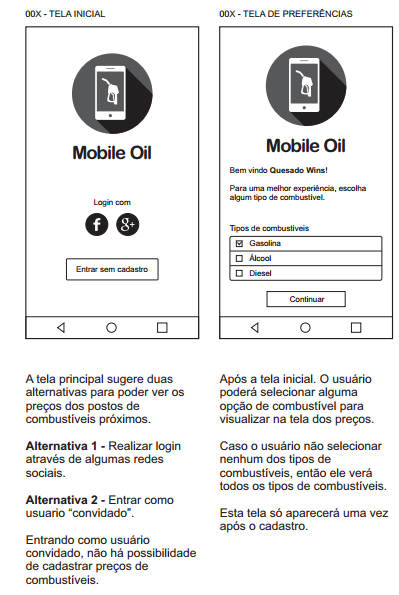 00X - TELA INICIAL
Mobile Oil
Login com
f
g+
Entrar sem cadastro
A tela principal sugere duas
alternativas para poder ver os
preços dos postos de
combustíveis próximos.
Alternativa 1 - Realizar login
através de algumas redes
sociais.
Alternativa 2 - Entrar como
usuario “convidado”.
Entrando como usuário
convidado, não há possibilidade
de cadastrar preços de
combustíveis.
00X - TELA DE PREFERÊNCIAS
Mobile Oil
Bem vindo Quesado Wins!
Para uma melhor experiência, escolha
algum tipo de combustível.
Tipos de combustíveis
Gasolina
Álcool
Diesel
Continuar
Após a tela inicial. O usuário
poderá selecionar alguma
opção de combustível para
visualizar na tela dos preços.
Caso o usuário não selecionar
nenhum dos tipos de
combustíveis, então ele verá
todos os tipos de combustíveis.
Esta tela só aparecerá uma vez
após o cadastro.